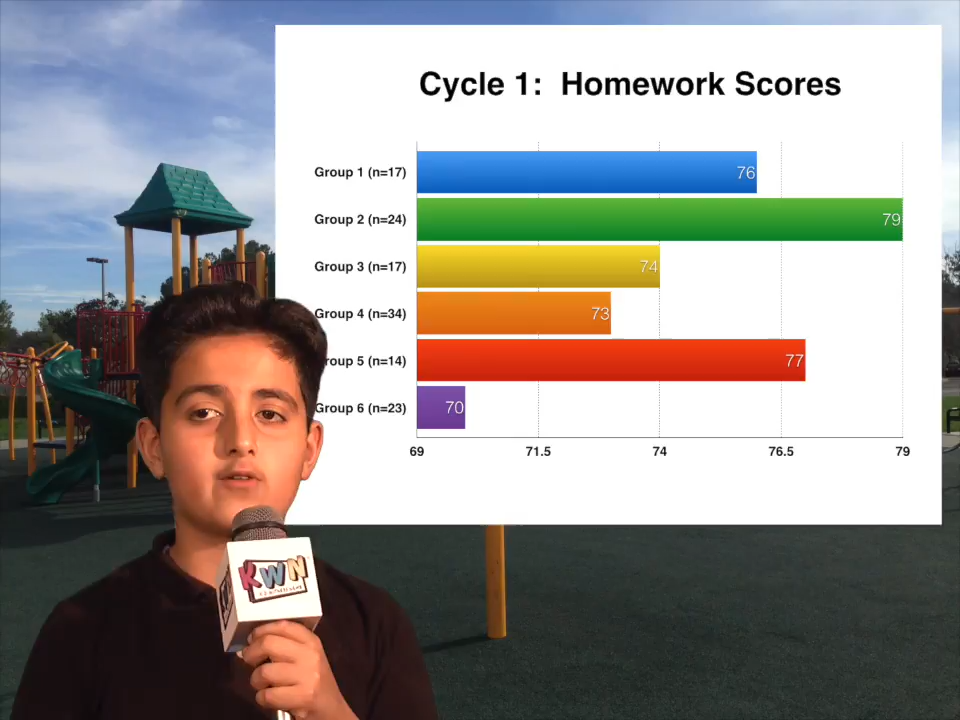 Cycle 1: Homework Scores
Group 1 (n=17)
76
Group 2 (n=24)
79
Group 3 (n=17)
74
Group 4 (n=34)
73
Group 5 (n=14)
77
Group 6 (n=23)
70
69 71.5 74 76.5 79
KWN